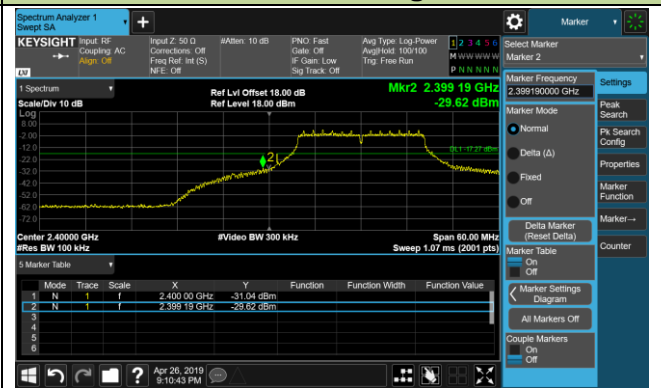 Spectrum Analyzer 1
Swept SA
Marker
KEYSIGHT
Input: RF
Coupling: AC
Align: Off
Input Z: 50 Ω
Corrections: Off
Freq Ref: Int (S)
NFE: Off
#Atten: 10 dB
PNO: Fast
Gate: Off
IF Gain: Low
Sig Track: Off
Avg Type: Log-Power
Avg|Hold: 100/100
Trig: Free Run
1 2 3 4 5 6
M W W W W W
P N N N N N
LXI
Select Marker
Marker 2
1 Spectrum
Ref Lvl Offset 18.00 dB
Mkr2 2.399 19 GHz
Scale/Div 10 dB
Ref Level 18.00 dBm
-29.62 dBm
Log
8.00
-2.00
-12.0
-22.0
-32.0
-42.0
-52.0
-62.0
-72.0
DL1 -17.27 dBm
2
Center 2.40000 GHz
#Video BW 300 kHz
Span 60.00 MHz
#Res BW 100 kHz
Sweep 1.07 ms (2001 pts)
5 Marker Table
Mode Trace Scale X Y Function Function Width Function Value
1 N 1 f 2.400 00 GHz -31.04 dBm
2 N 1 f 2.399 19 GHz -29.62 dBm
3
4
5
6
Marker Frequency
2.399190000 GHz
Marker Mode
Normal
Delta (Δ)
Fixed
Off
Delta Marker
(Reset Delta)
Marker Table
On
Off
Marker Settings
Diagram
All Markers Off
Couple Markers
On
Off
Settings
Peak
Search
Pk Search
Config
Properties
Marker
Function
Marker→
Counter
Apr 26, 2019
9:10:43 PM